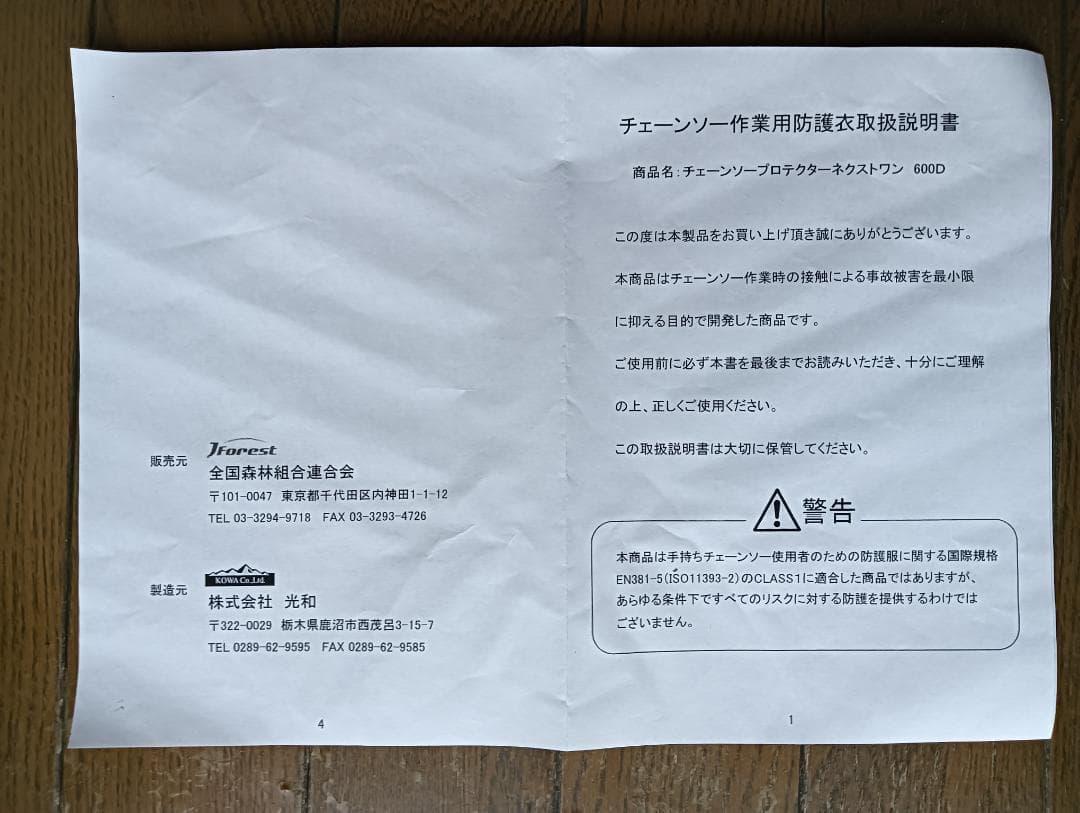 チェーンソー作業用防護衣取扱説明書
商品名:チェーンソープロテクターネクストワン 600D
この度は本製品をお買い上げ頂き誠にありがとうございます。
本商品はチェーンソー作業時の接触による事故被害を最小限
に抑える目的で開発した商品です。
ご使用前に必ず本書を最後までお読みいただき、十分にご理解
の上、正しくご使用ください。
この取扱説明書は大切に保管してください。
警告
本商品は手持ちチェーンソー使用者のための防護服に関する国際規格
EN381-5(ISO11393-2)のCLASS1に適合した商品ではありますが、
あらゆる条件下ですべてのリスクに対する防護を提供するわけでは
ございません。
1
販売元
JForest
全国森林組合連合会
〒101-0047 東京都千代田区内神田1-1-12
TEL 03-3294-9718 FAX 03-3293-4726
製造元
KOWA Co.,Ltd.
株式会社 光和
〒322-0029 栃木県鹿沼市西茂呂3-15-7
TEL 0289-62-9595 FAX 0289-62-9585
4